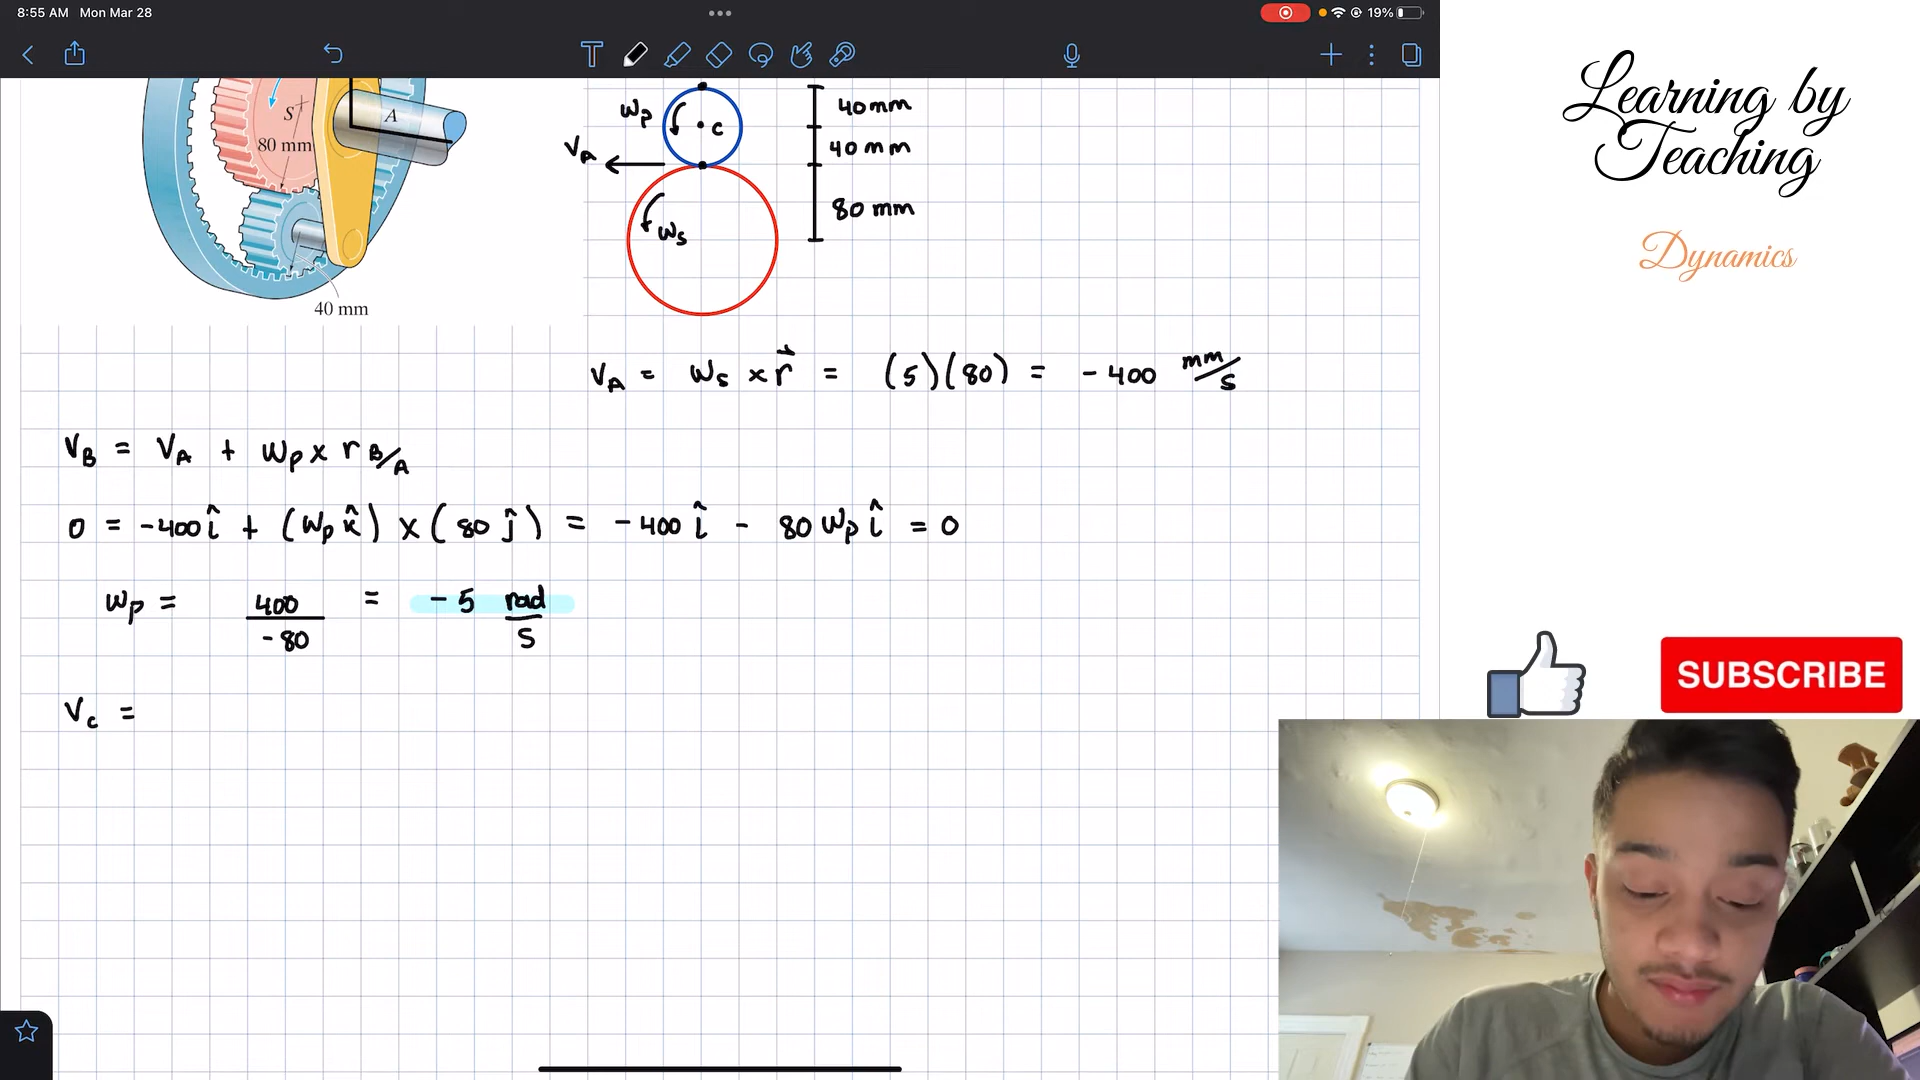 8:55 AM Mon Mar 28
19%
Learning by
Teaching
Dynamics
S
A
80 mm
40 mm
ωp
C
VA
ωs
40mm
40 mm
80 mm
VA = ωs × r⃗ = (5)(80) = -400 mm/s
VB = VA + ωp × r B/A
0 = -400î + (ωp k̂) × (80 ĵ) = -400 î - 80 ωp î = 0
ωp = 400/-80 = -5 rad/s
Vc =
SUBSCRIBE